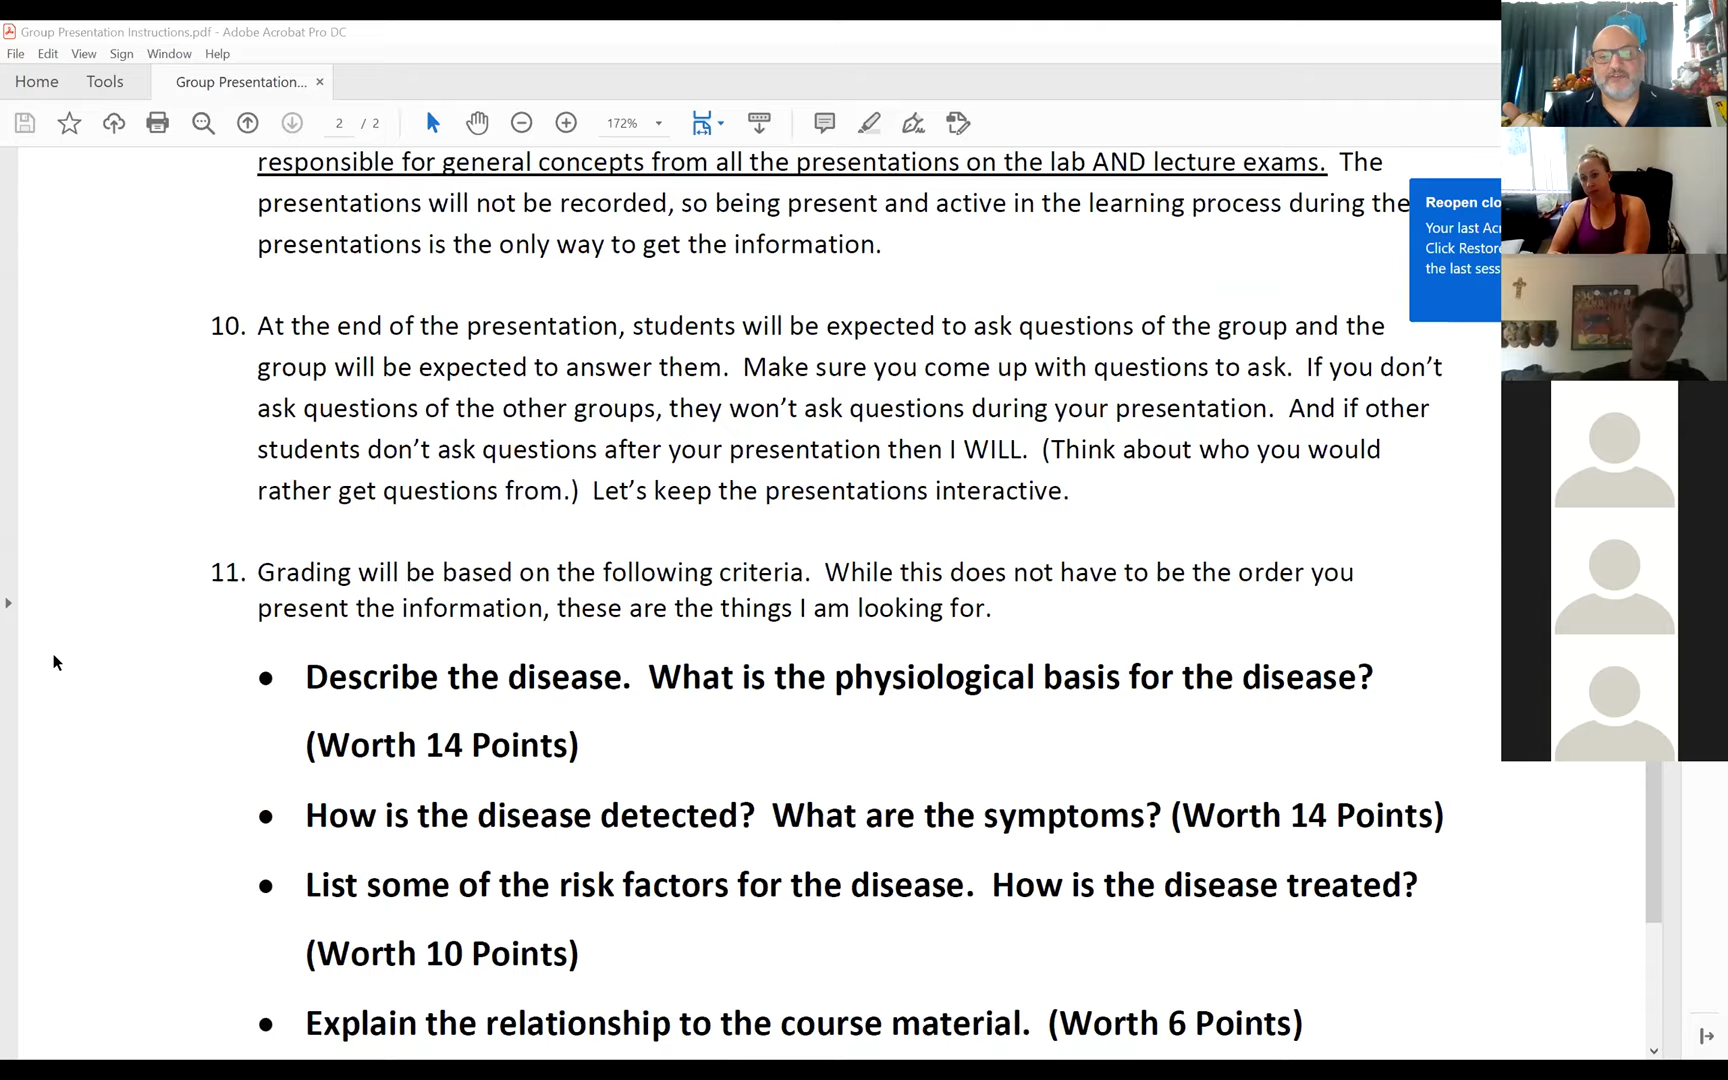 Group Presentation Instructions.pdf - Adobe Acrobat Pro DC
File Edit View Sign Window Help
Home Tools Group Presentation... ×
2 / 2 172%
responsible for general concepts from all the presentations on the lab AND lecture exams. The
presentations will not be recorded, so being present and active in the learning process during the
presentations is the only way to get the information.
Reopen clo
Your last Acr
Click Restore
the last sess
10. At the end of the presentation, students will be expected to ask questions of the group and the
group will be expected to answer them. Make sure you come up with questions to ask. If you don’t
ask questions of the other groups, they won’t ask questions during your presentation. And if other
students don’t ask questions after your presentation then I WILL. (Think about who you would
rather get questions from.) Let’s keep the presentations interactive.
11. Grading will be based on the following criteria. While this does not have to be the order you
present the information, these are the things I am looking for.
• Describe the disease. What is the physiological basis for the disease?
(Worth 14 Points)
• How is the disease detected? What are the symptoms? (Worth 14 Points)
• List some of the risk factors for the disease. How is the disease treated?
(Worth 10 Points)
• Explain the relationship to the course material. (Worth 6 Points)